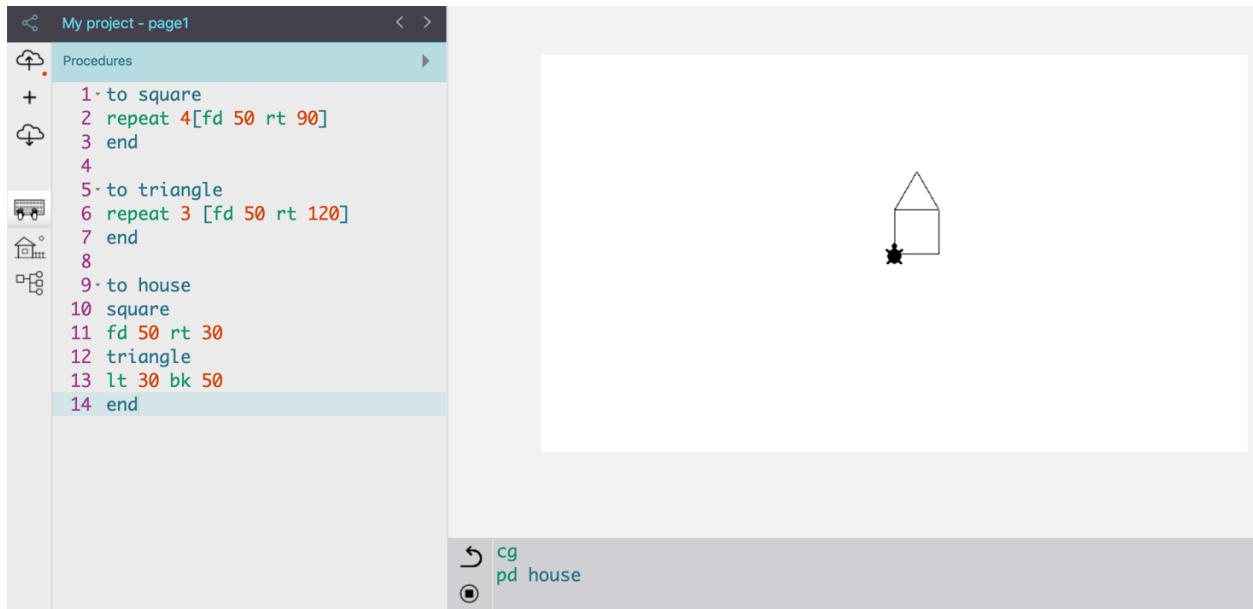 My project - page1
Procedures
1 to square
2 repeat 4[fd 50 rt 90]
3 end
4
5 to triangle
6 repeat 3 [fd 50 rt 120]
7 end
8
9 to house
10 square
11 fd 50 rt 30
12 triangle
13 lt 30 bk 50
14 end
cg
pd house